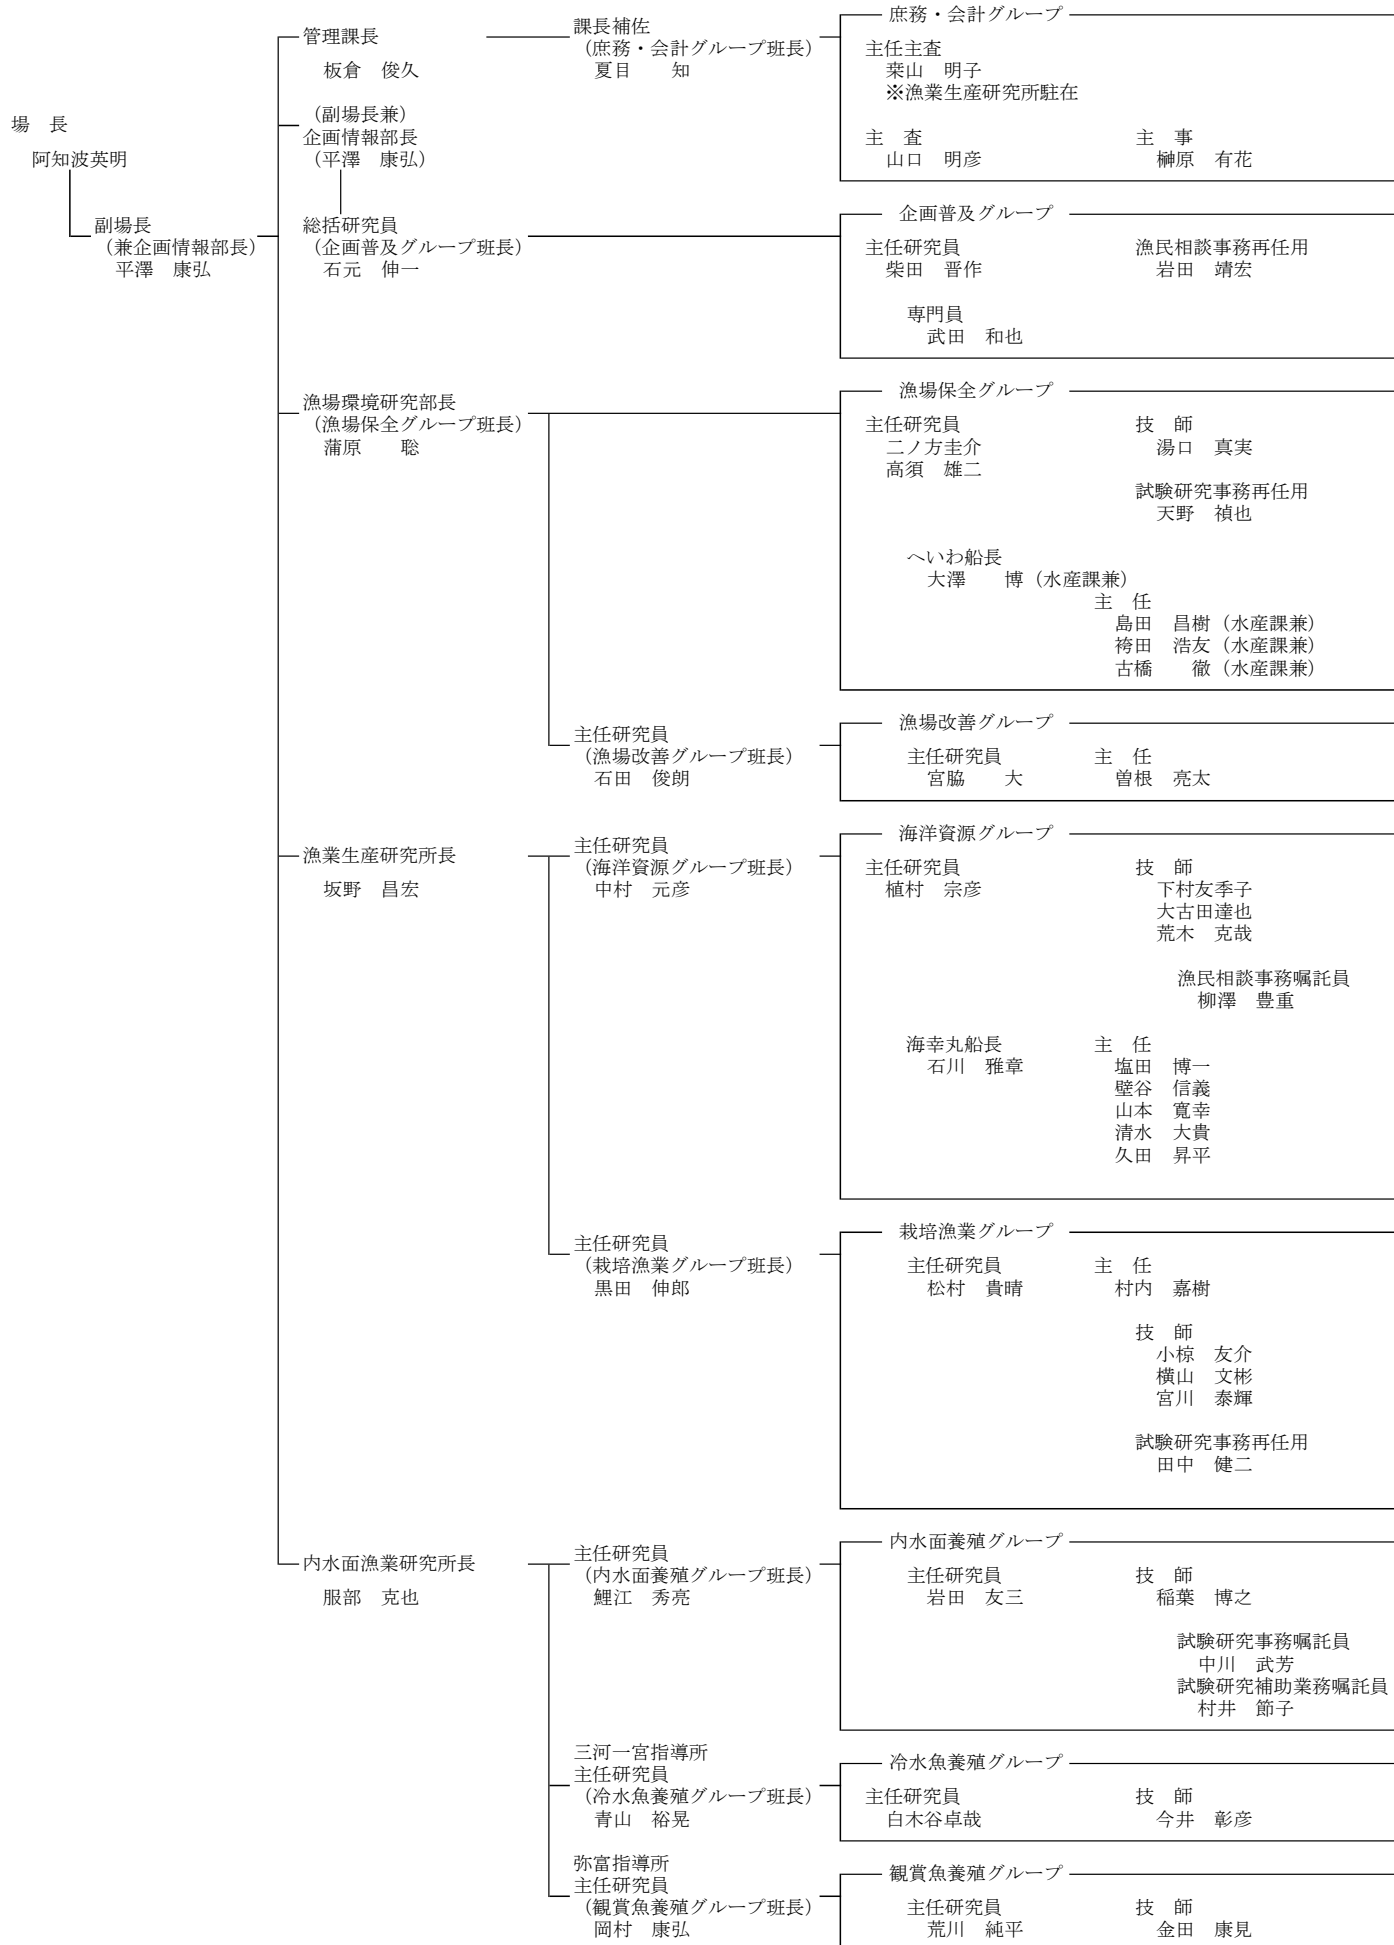 場　長
阿知波英明
副場長
（兼企画情報部長）
平澤　康弘
管理課長
板倉　俊久
課長補佐
（庶務・会計グループ班長）
夏目　　知
庶務・会計グループ
主任主査
桒山　明子
※漁業生産研究所駐在
主　査
山口　明彦
主　事
榊原　有花
（副場長兼）
企画情報部長
（平澤　康弘）
総括研究員
（企画普及グループ班長）
石元　伸一
企画普及グループ
主任研究員
柴田　晋作
漁民相談事務再任用
岩田　靖宏
専門員
武田　和也
漁場環境研究部長
（漁場保全グループ班長）
蒲原　　聡
漁場保全グループ
主任研究員
二ノ方圭介
高須　雄二
技　師
湯口　真実
試験研究事務再任用
天野　禎也
へいわ船長
大澤　　博（水産課兼）
主　任
島田　昌樹（水産課兼）
袴田　浩友（水産課兼）
古橋　　徹（水産課兼）
主任研究員
（漁場改善グループ班長）
石田　俊朗
漁場改善グループ
主任研究員
宮脇　　大
主　任
曽根　亮太
漁業生産研究所長
坂野　昌宏
主任研究員
（海洋資源グループ班長）
中村　元彦
海洋資源グループ
主任研究員
植村　宗彦
技　師
下村友季子
大古田達也
荒木　克哉
漁民相談事務嘱託員
柳澤　豊重
海幸丸船長
石川　雅章
主　任
塩田　博一
壁谷　信義
山本　寛幸
清水　大貴
久田　昇平
主任研究員
（栽培漁業グループ班長）
黒田　伸郎
栽培漁業グループ
主任研究員
松村　貴晴
主　任
村内　嘉樹
技　師
小椋　友介
横山　文彬
宮川　泰輝
試験研究事務再任用
田中　健二
内水面漁業研究所長
服部　克也
主任研究員
（内水面養殖グループ班長）
鯉江　秀亮
内水面養殖グループ
主任研究員
岩田　友三
技　師
稲葉　博之
試験研究事務嘱託員
中川　武芳
試験研究補助業務嘱託員
村井　節子
三河一宮指導所
主任研究員
（冷水魚養殖グループ班長）
青山　裕晃
冷水魚養殖グループ
主任研究員
白木谷卓哉
技　師
今井　彰彦
弥富指導所
主任研究員
（観賞魚養殖グループ班長）
岡村　康弘
観賞魚養殖グループ
主任研究員
荒川　純平
技　師
金田　康見